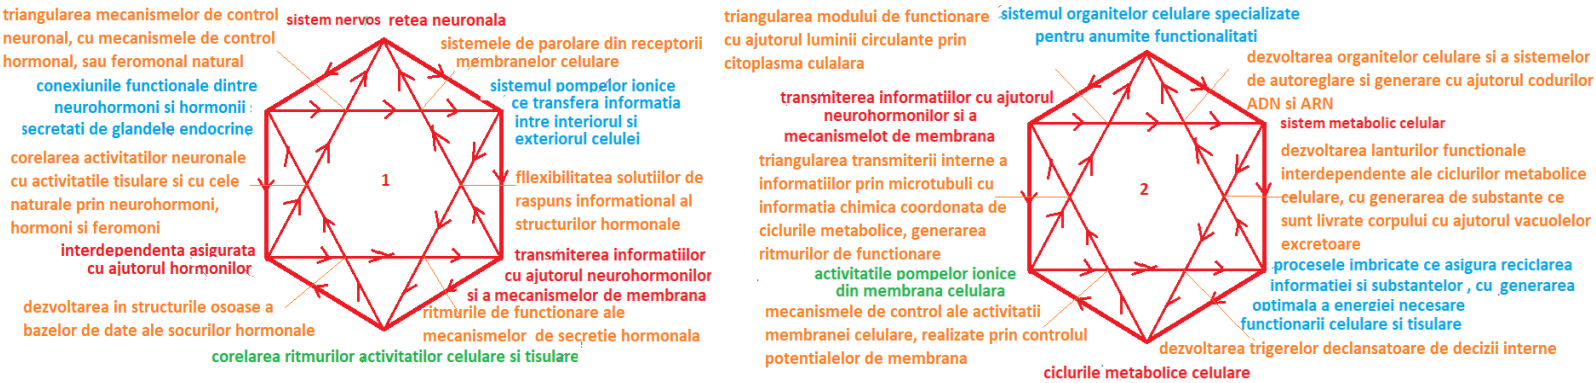 triangularea mecanismelor de control
neuronal, cu mecanismele de control
hormonal, sau feromonal natural
sistem nervos retea neuronala
sistemele de parolare din receptorii
membranelor celulare
conexiunile functionale dintre
neurohormoni si hormonii
secretati de glandele endocrine
sistemul pompelor ionice
ce transfera informatia
intre interiorul si
exteriorul celulei
corelarea activitatilor neuronale
cu activitatile tisulare si cu cele
naturale prin neurohormoni,
hormoni si feromoni
1
fllexibilitatea solutiilor de
raspuns informational al
structurilor hormonale
interdependenta asigurata
cu ajutorul hormonilor
transmiterea informatiilor
cu ajutorul neurohormonilor
si a mecanismelor de membrana
dezvoltarea in structurile osoase a
bazelor de date ale socurilor hormonale
ritmurile de functionare ale
mecanismelor de secretie hormonala
corelarea ritmurilor activitatilor celulare si tisulare
triangularea modului de functionare
cu ajutorul luminii circulante prin
citoplasma culalara
sistemul organitelor celulare specializate
pentru anumite functionalitati
dezvoltarea organitelor celulare si a sistemelor
de autoreglare si generare cu ajutorul codurilor
ADN si ARN
transmiterea informatiilor cu ajutorul
neurohormonilor si a
mecanismelot de membrana
sistem metabolic celular
triangularea transmiterii interne a
informatiilor prin microtubuli cu
informatia chimica coordonata de
ciclurile metabolice, generarea
ritmurilor de functionare
2
dezvoltarea lanturilor functionale
interdependente ale ciclurilor metabolice
celulare, cu generarea de substante ce
sunt livrate corpului cu ajutorul vacuolelor
excretoare
activitatile pompelor ionice
din membrana celulara
procesele imbricate ce asigura reciclarea
informatiei si substantelor , cu generarea
optimala a energiei necesare
functionarii celulare si tisulare
mecanismele de control ale activitatii
membranei celulare, realizate prin controlul
potentialelor de membrana
dezvoltarea trigerelor declansatoare de decizii interne
ciclurile metabolice celulare